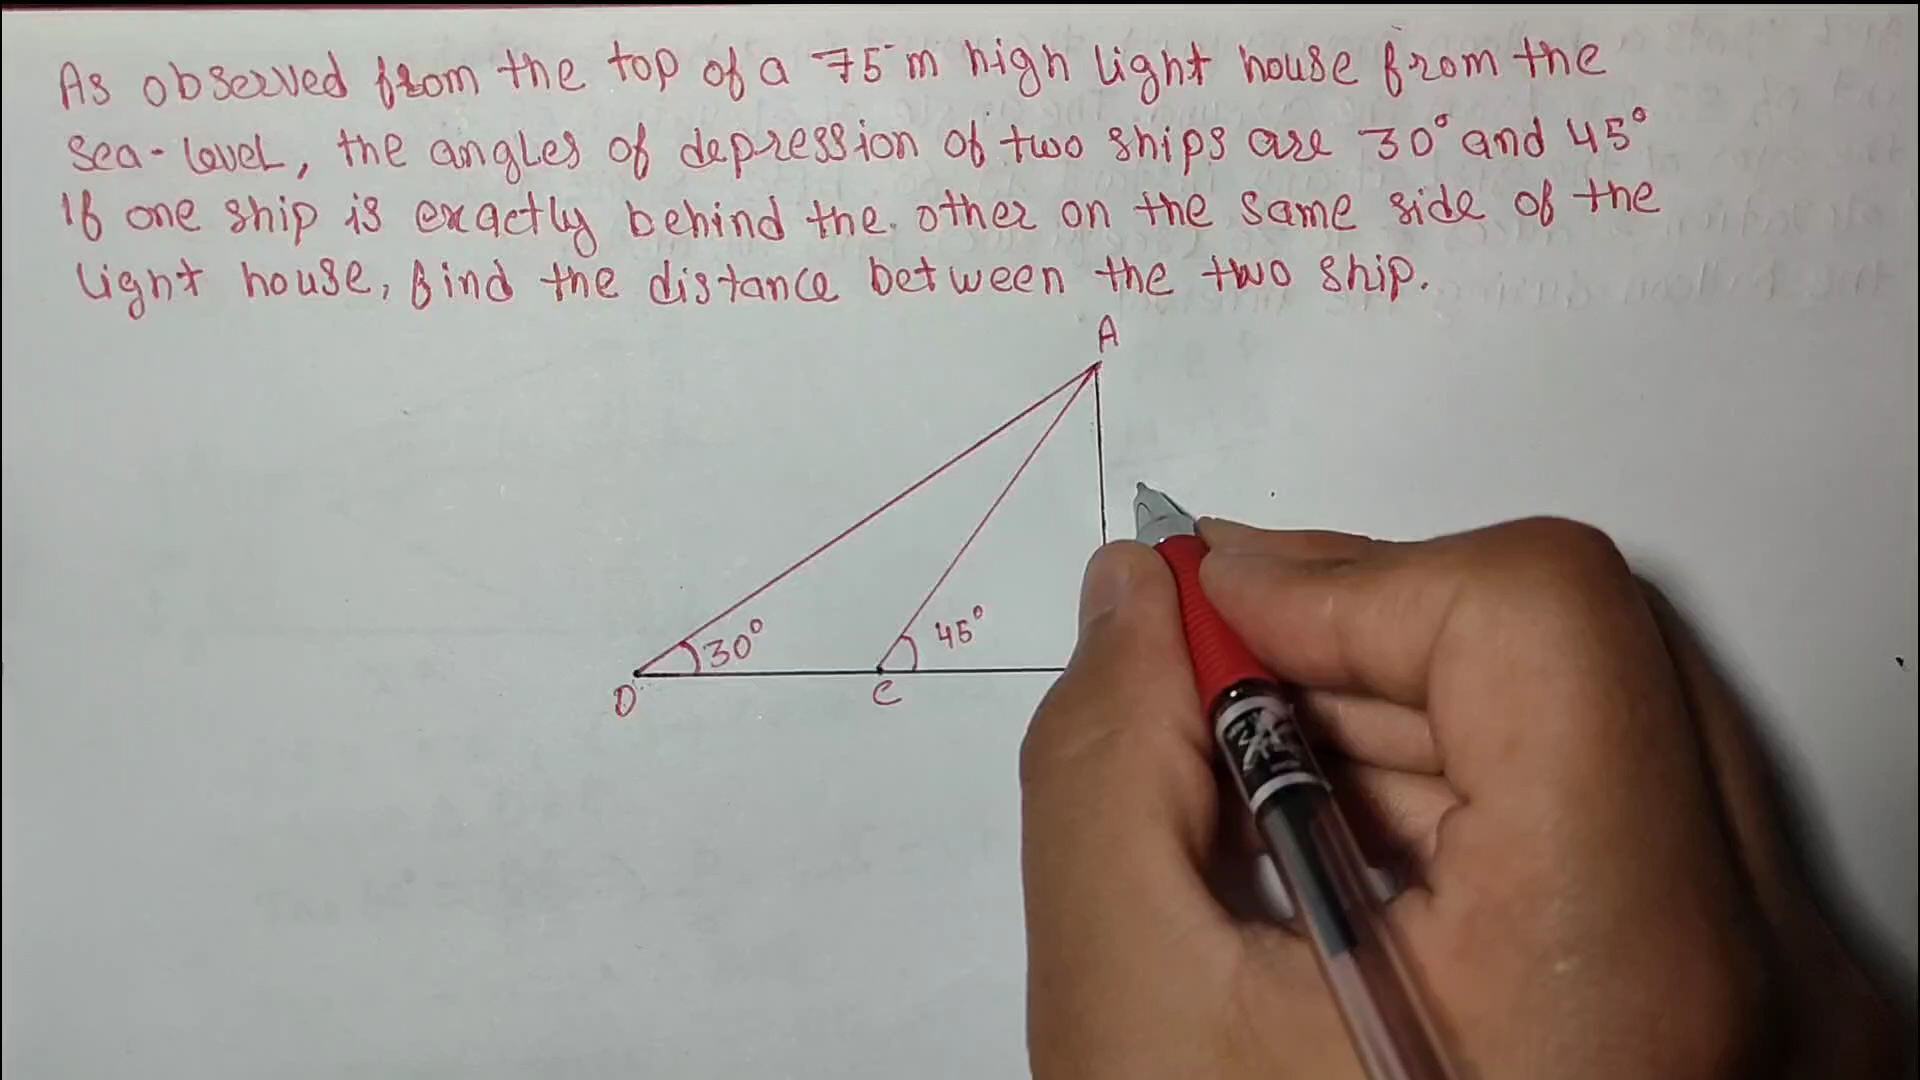 As observed from the top of a 75 m high light house from the
sea-level, the angles of depression of two ships are 30° and 45°
If one ship is exactly behind the other on the same side of the
light house, find the distance between the two ship.
A
30°
45°
D
C